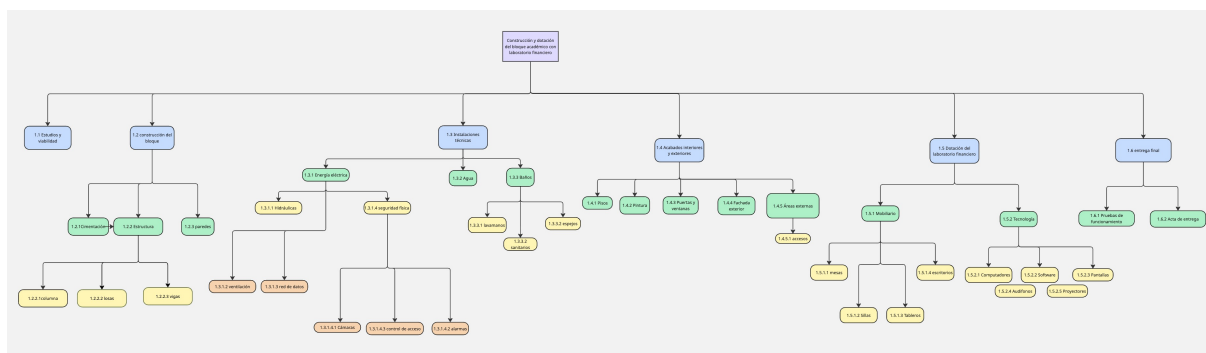 Construcción y dotación
del bloque académico con
laboratorio financiero
1.1 Estudios y
viabilidad
1.2 construcción del
bloque
1.3 Instalaciones
técnicas
1.4 Acabados interiores
y exteriores
1.5 Dotación del
laboratorio financiero
1.6 entrega final
1.3.1 Energía eléctrica
1.3.2 Agua
1.3.3 Baños
1.4.1 Pisos
1.4.2 Pintura
1.4.3 Puertas y
ventanas
1.4.4 Fachada
exterior
1.4.5 Áreas externas
1.3.1.1 Hidráulicas
1.3.1.4 seguridad física
1.5.1 Mobiliario
1.5.2 Tecnología
1.6.1 Pruebas de
funcionamiento
1.6.2 Acta de entrega
1.2.1Cimentación
1.2.2 Estructura
1.2.3 paredes
1.3.3.1 lavamanos
1.3.3.2 espejos
1.3.3.2
sanitarios
1.4.5.1 accesos
1.5.1.1 mesas
1.5.1.4 escritorios
1.5.2.1 Computadores
1.5.2.2 Software
1.5.2.3 Pantallas
1.5.2.4 Audífonos
1.5.2.5 Proyectores
1.3.1.2 ventilación
1.3.1.3 red de datos
1.2.2.1columna
1.2.2.2 losas
1.2.2.3 vigas
1.5.1.2 Sillas
1.5.1.3 Tableros
1.3.1.4.1 Cámaras
1.3.1.4.3 control de acceso
1.3.1.4.2 alarmas